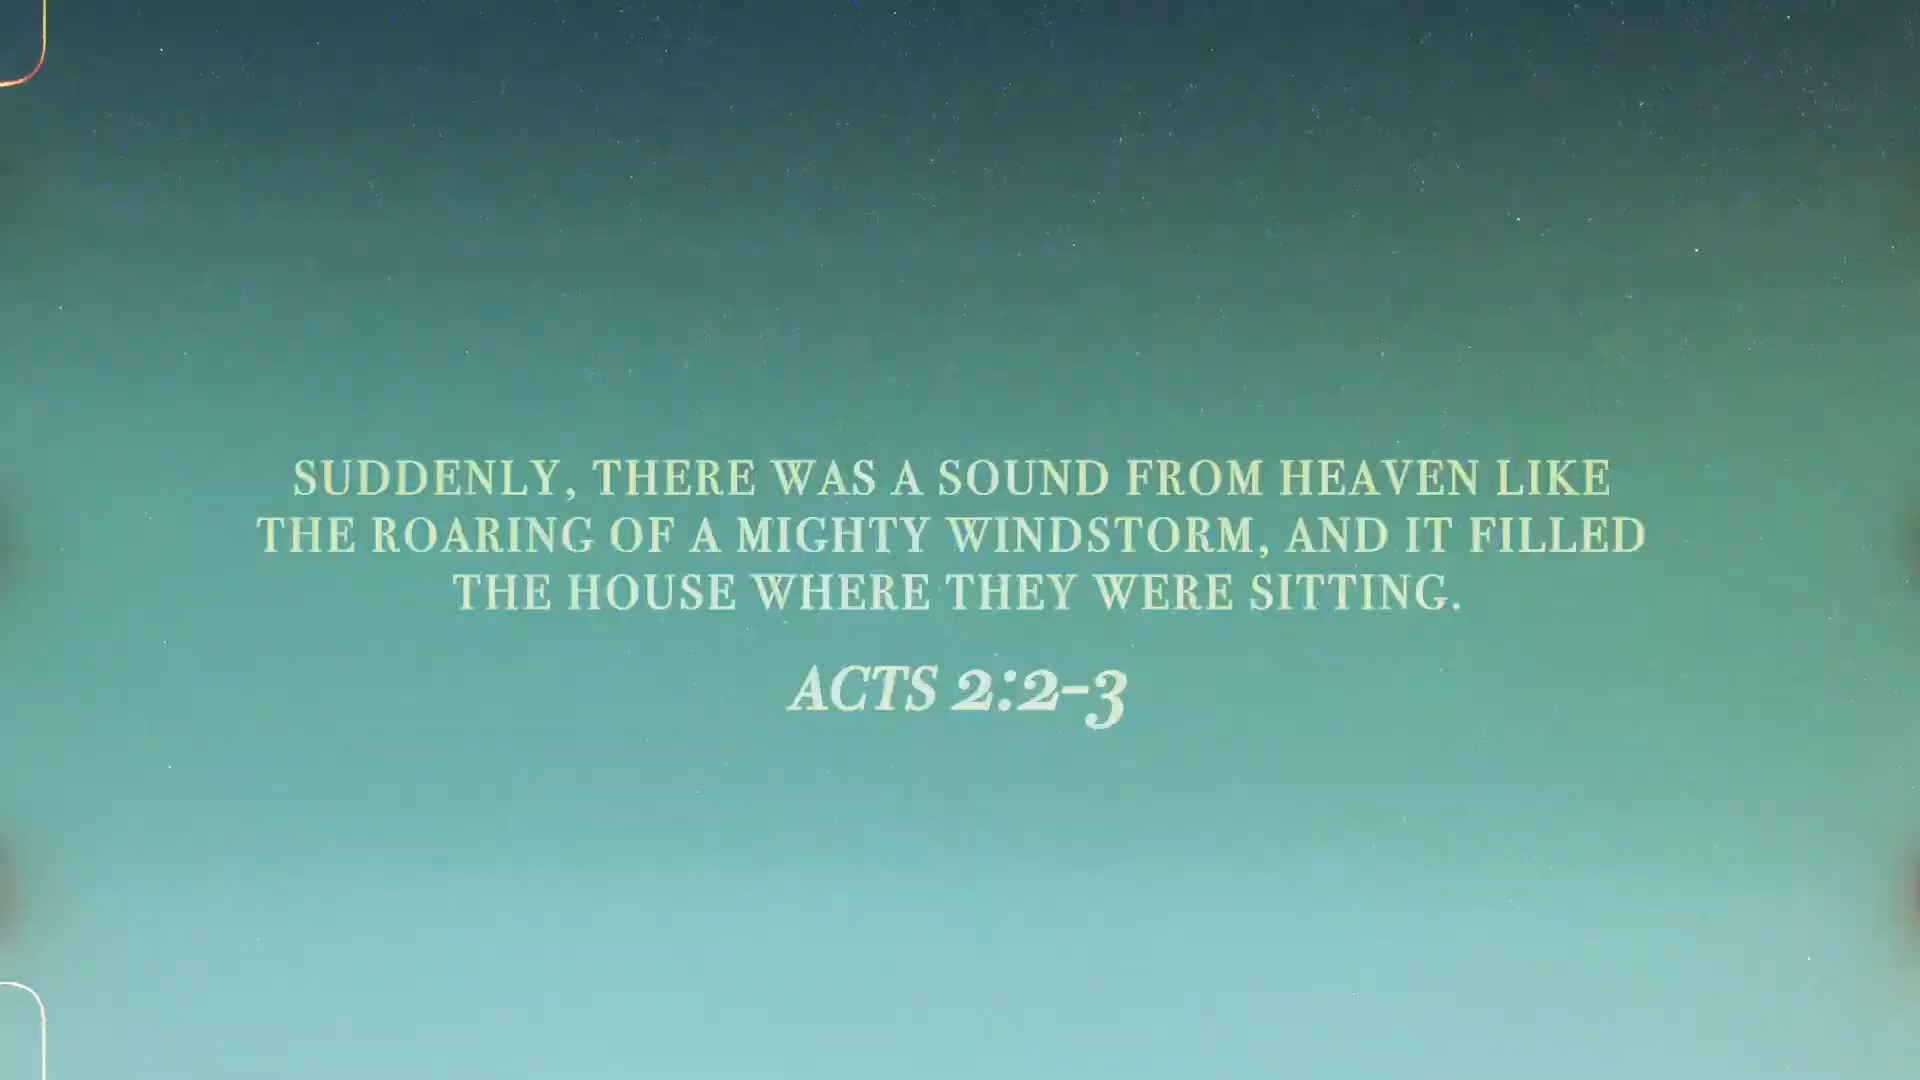 SUDDENLY, THERE WAS A SOUND FROM HEAVEN LIKE
THE ROARING OF A MIGHTY WINDSTORM, AND IT FILLED
THE HOUSE WHERE THEY WERE SITTING.
ACTS 2:2-3